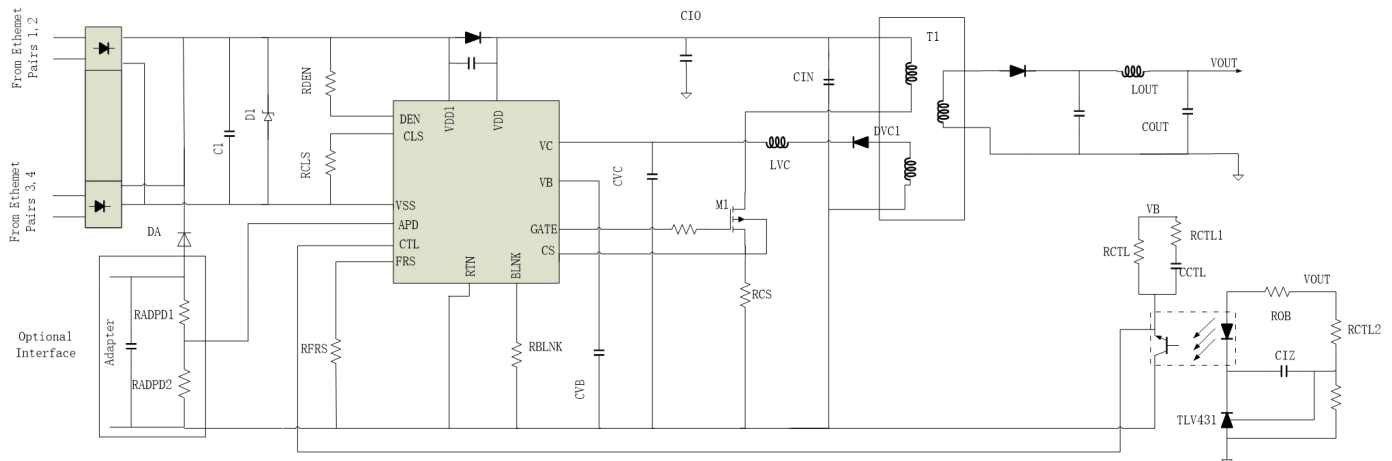 From Ethemet
Pairs 1,2
From Ethemet
Pairs 3,4
CIO
T1
RDEN
CIN
VOUT
LOUT
COUT
D1
C1
RCLS
DEN
CLS
VDD1
VDD
VC
VB
VSS
APD
CTL
FRS
RTN
BLNK
GATE
CS
CVC
LVC
DVC1
M1
RCS
DA
Optional
Interface
Adapter
RADPD1
RADPD2
RFRS
RBLNK
CVB
VB
RCTL
RCTL1
CCTL
VOUT
ROB
RCTL2
CIZ
TLV431